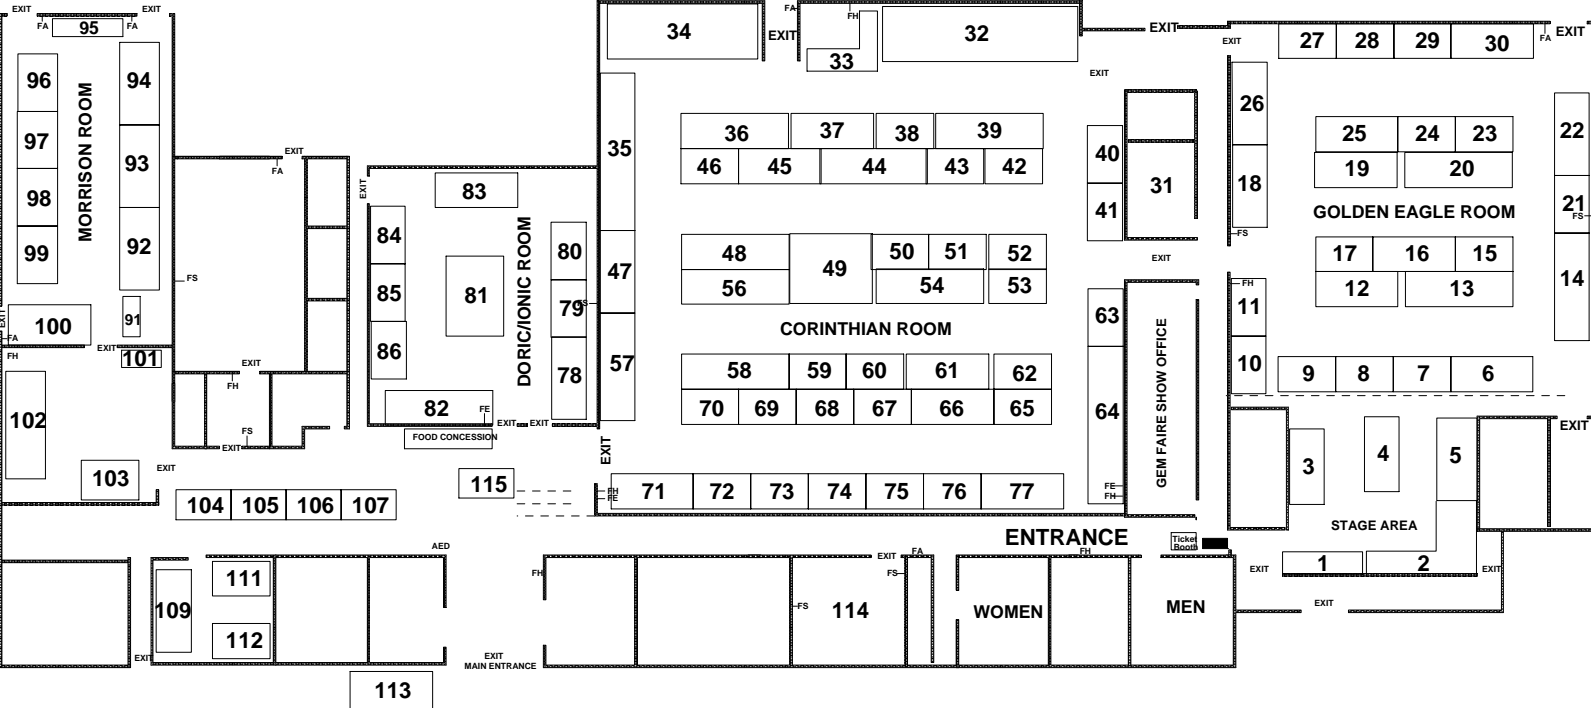 EXIT
EXIT
FA
95
FA
96
94
97
93
98
92
99
91
MORRISON ROOM
100
EXIT
FA
FH
EXIT
101
102
103
EXIT
FS
EXIT
FA
EXIT
FH
FS
EXIT
104 105 106 107
EXIT
83
84
85
86
81
80
79
FS
78
DORIC/IONIC ROOM
82
FE
EXIT
EXIT
FOOD CONCESSION
115
34
EXIT
FA
FH
33
32
EXIT
EXIT
EXIT
35
47
57
36 37 38 39
46 45 44 43 42
40
41
31
48 49 50 51 52
56 54 53
EXIT
CORINTHIAN ROOM
63
64
58 59 60 61 62
70 69 68 67 66 65
EXIT
FH
FE
71 72 73 74 75 76 77
FE
FH
GEM FAIRE SHOW OFFICE
27 28 29 30
FA
EXIT
26
18
FS
25 24 23
19 20
22
21
FS
14
GOLDEN EAGLE ROOM
17 16 15
12 13
FH
11
10
9 8 7 6
3
4
5
EXIT
STAGE AREA
1
2
EXIT
EXIT
EXIT
ENTRANCE
Ticket
Booth
AED
109
111
112
EXIT
113
EXIT
MAIN ENTRANCE
FH
FS
114
EXIT
FA
FS
WOMEN
FH
MEN